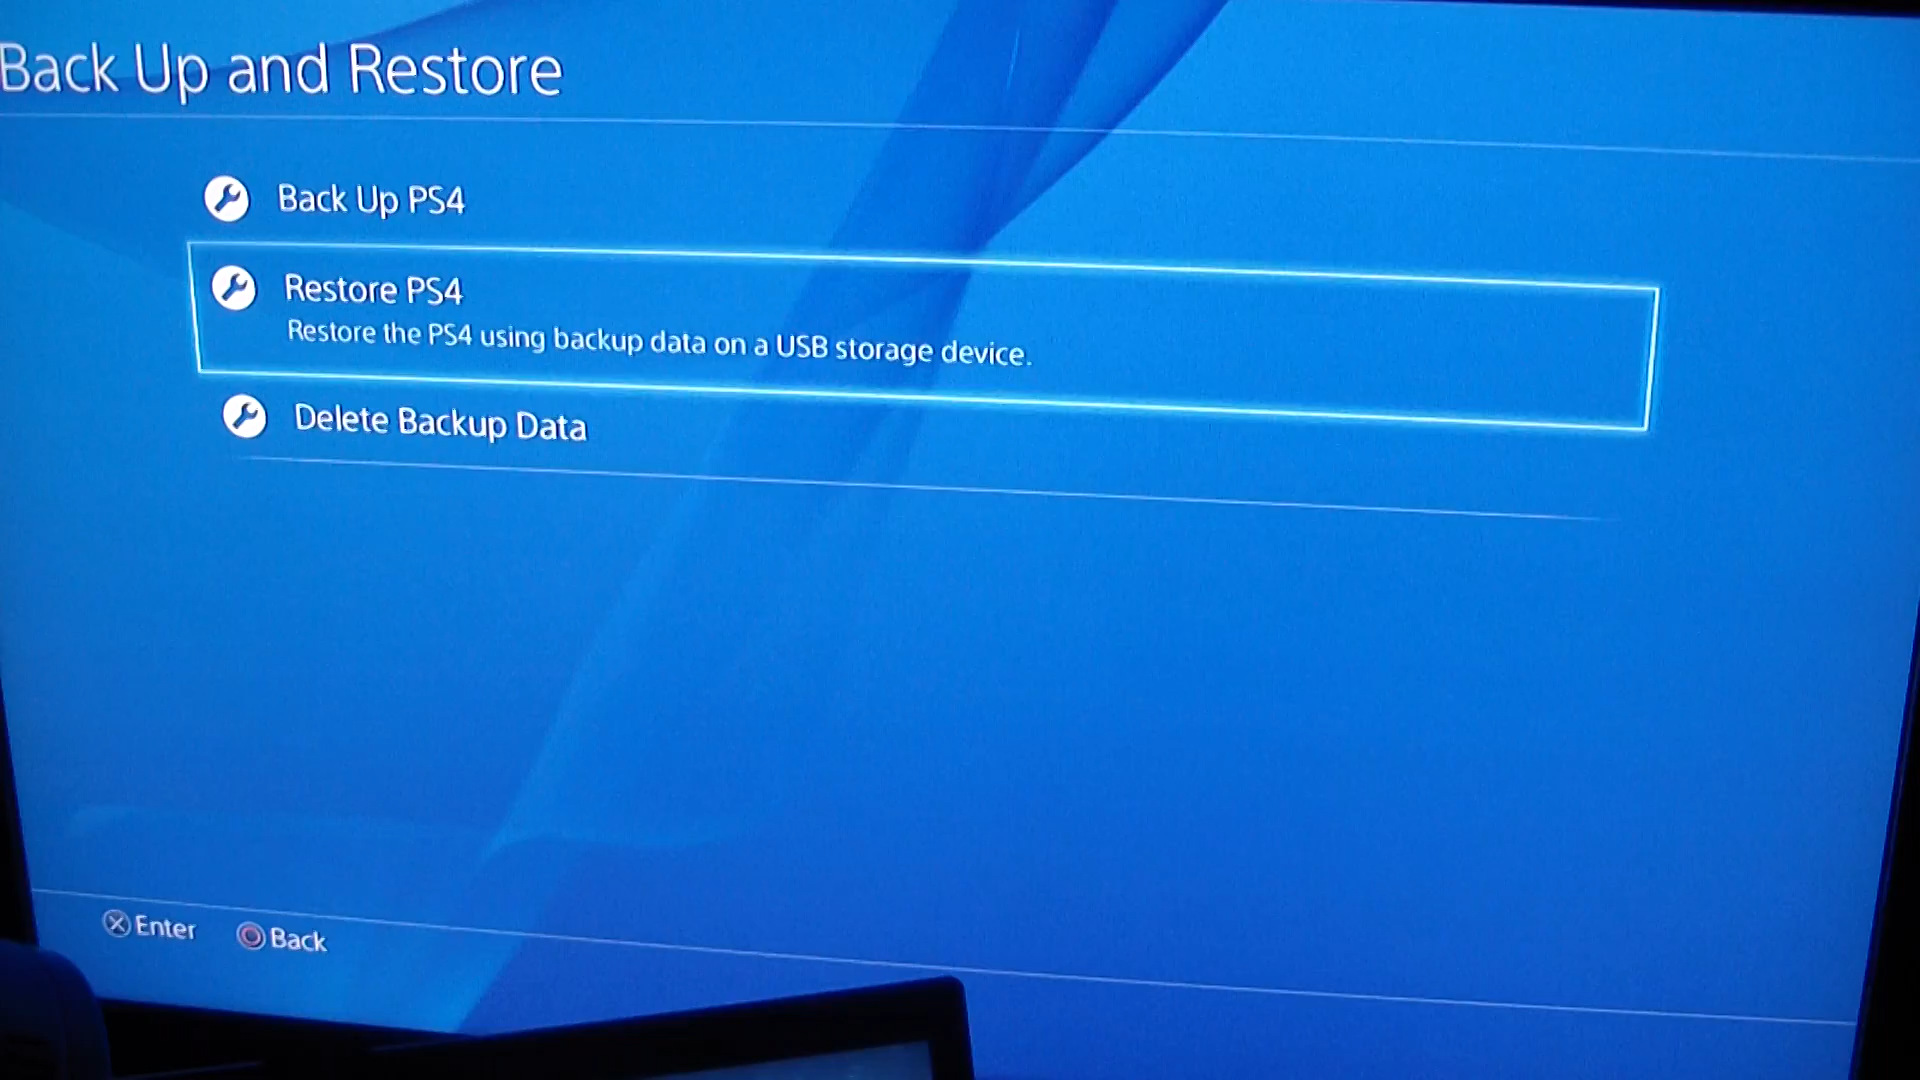 Back Up and Restore
Back Up PS4
Restore PS4
Restore the PS4 using backup data on a USB storage device.
Delete Backup Data
Enter Back